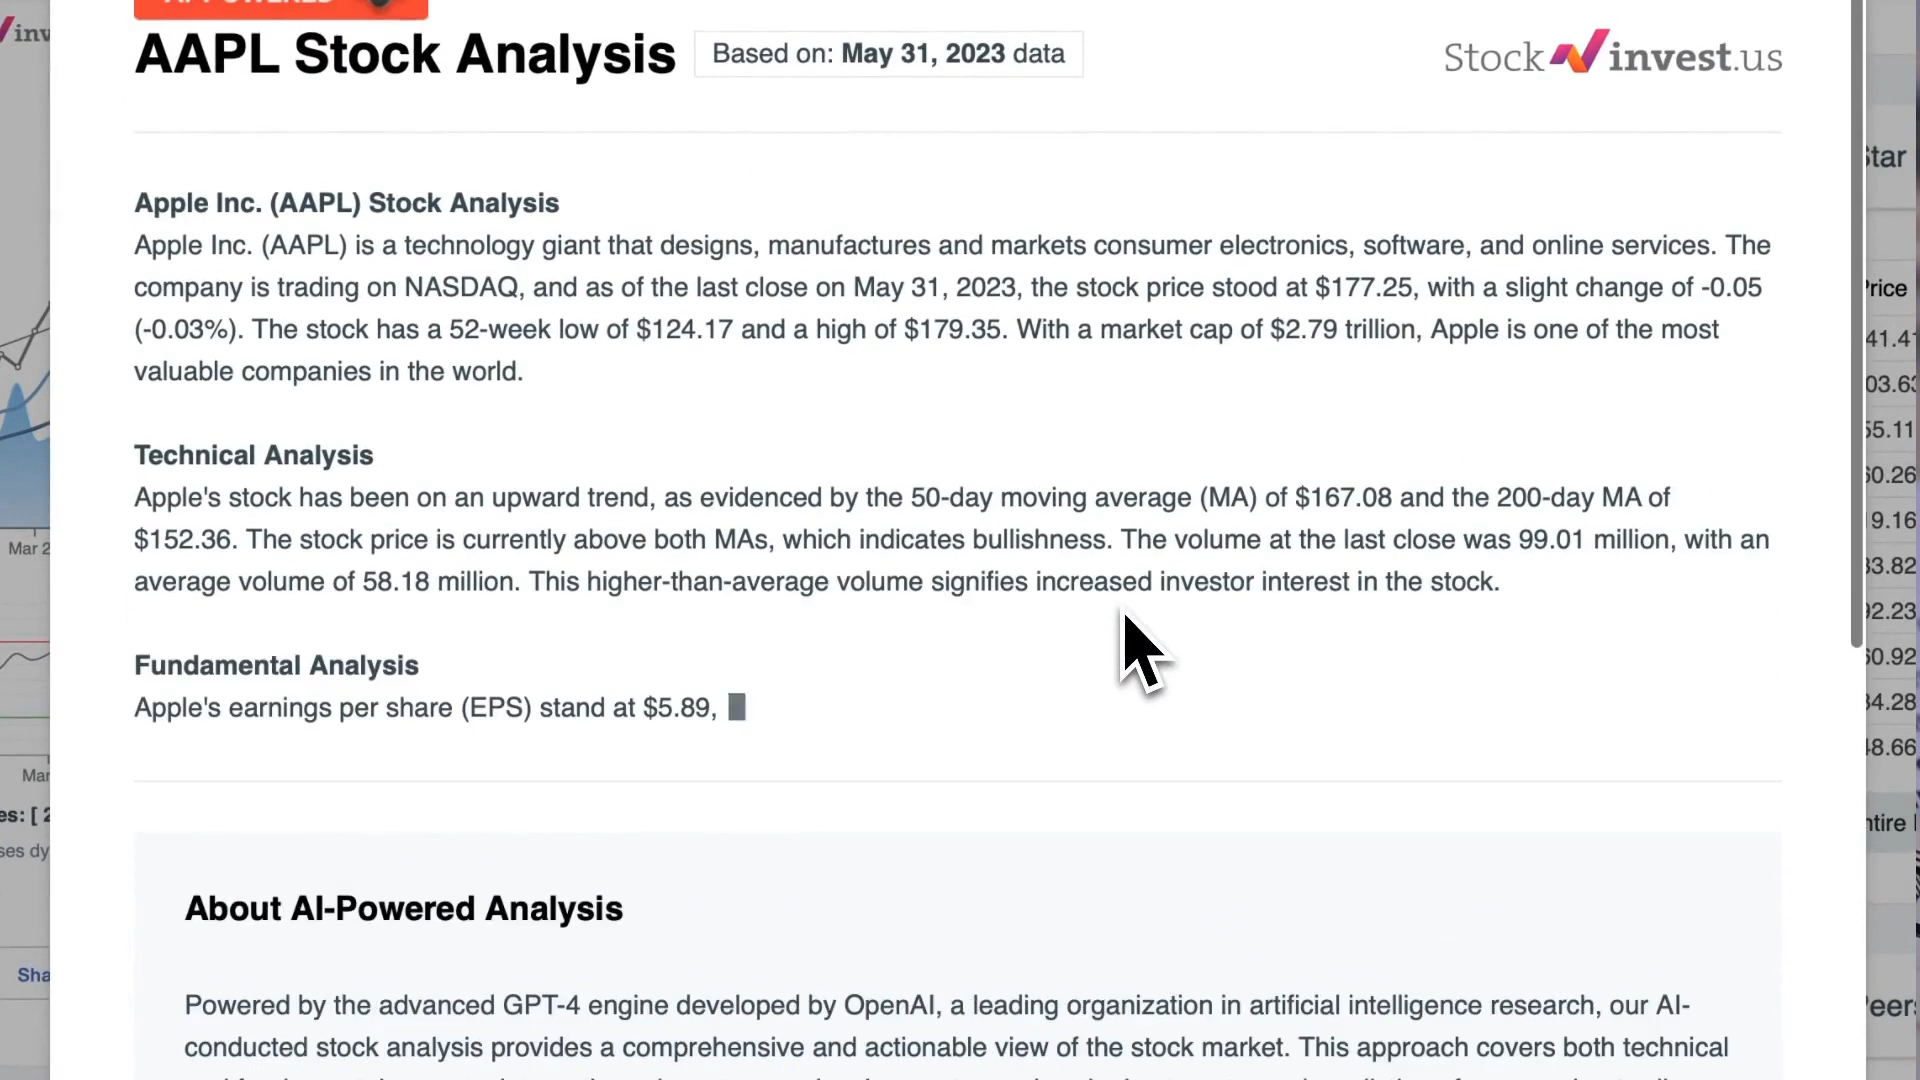 AAPL Stock Analysis
Based on: May 31, 2023 data
Stockinvest.us
Apple Inc. (AAPL) Stock Analysis
Apple Inc. (AAPL) is a technology giant that designs, manufactures and markets consumer electronics, software, and online services. The
company is trading on NASDAQ, and as of the last close on May 31, 2023, the stock price stood at $177.25, with a slight change of -0.05
(-0.03%). The stock has a 52-week low of $124.17 and a high of $179.35. With a market cap of $2.79 trillion, Apple is one of the most
valuable companies in the world.
Technical Analysis
Apple's stock has been on an upward trend, as evidenced by the 50-day moving average (MA) of $167.08 and the 200-day MA of
$152.36. The stock price is currently above both MAs, which indicates bullishness. The volume at the last close was 99.01 million, with an
average volume of 58.18 million. This higher-than-average volume signifies increased investor interest in the stock.
Fundamental Analysis
Apple's earnings per share (EPS) stand at $5.89,
About AI-Powered Analysis
Powered by the advanced GPT-4 engine developed by OpenAI, a leading organization in artificial intelligence research, our AI-
conducted stock analysis provides a comprehensive and actionable view of the stock market. This approach covers both technical